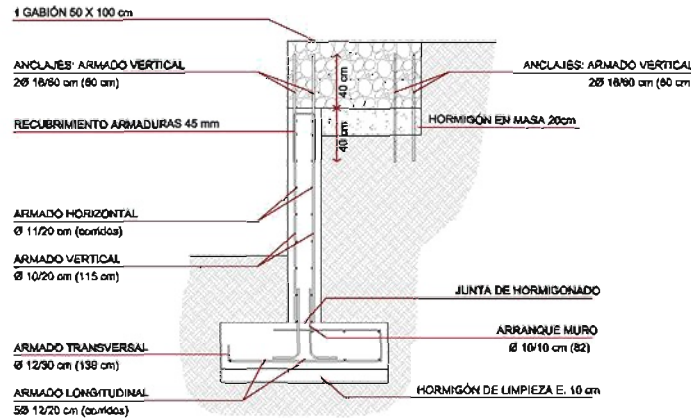 1 GABIÓN 50 X 100 cm
ANCLAJES: ARMADO VERTICAL
2Ø 16/60 cm (60 cm)
ANCLAJES: ARMADO VERTICAL
2Ø 16/60 cm (60 cm
40 cm
40 cm
RECUBRIMIENTO ARMADURAS 45 mm
HORMIGÓN EN MASA 20cm
ARMADO HORIZONTAL
Ø 11/20 cm (corridos)
ARMADO VERTICAL
Ø 10/20 cm (115 cm)
JUNTA DE HORMIGONADO
ARRANQUE MURO
Ø 10/10 cm (82)
ARMADO TRANSVERSAL
Ø 12/30 cm (139 cm)
ARMADO LONGITUDINAL
5Ø 12/20 cm (corridos)
HORMIGÓN DE LIMPIEZA E. 10 cm